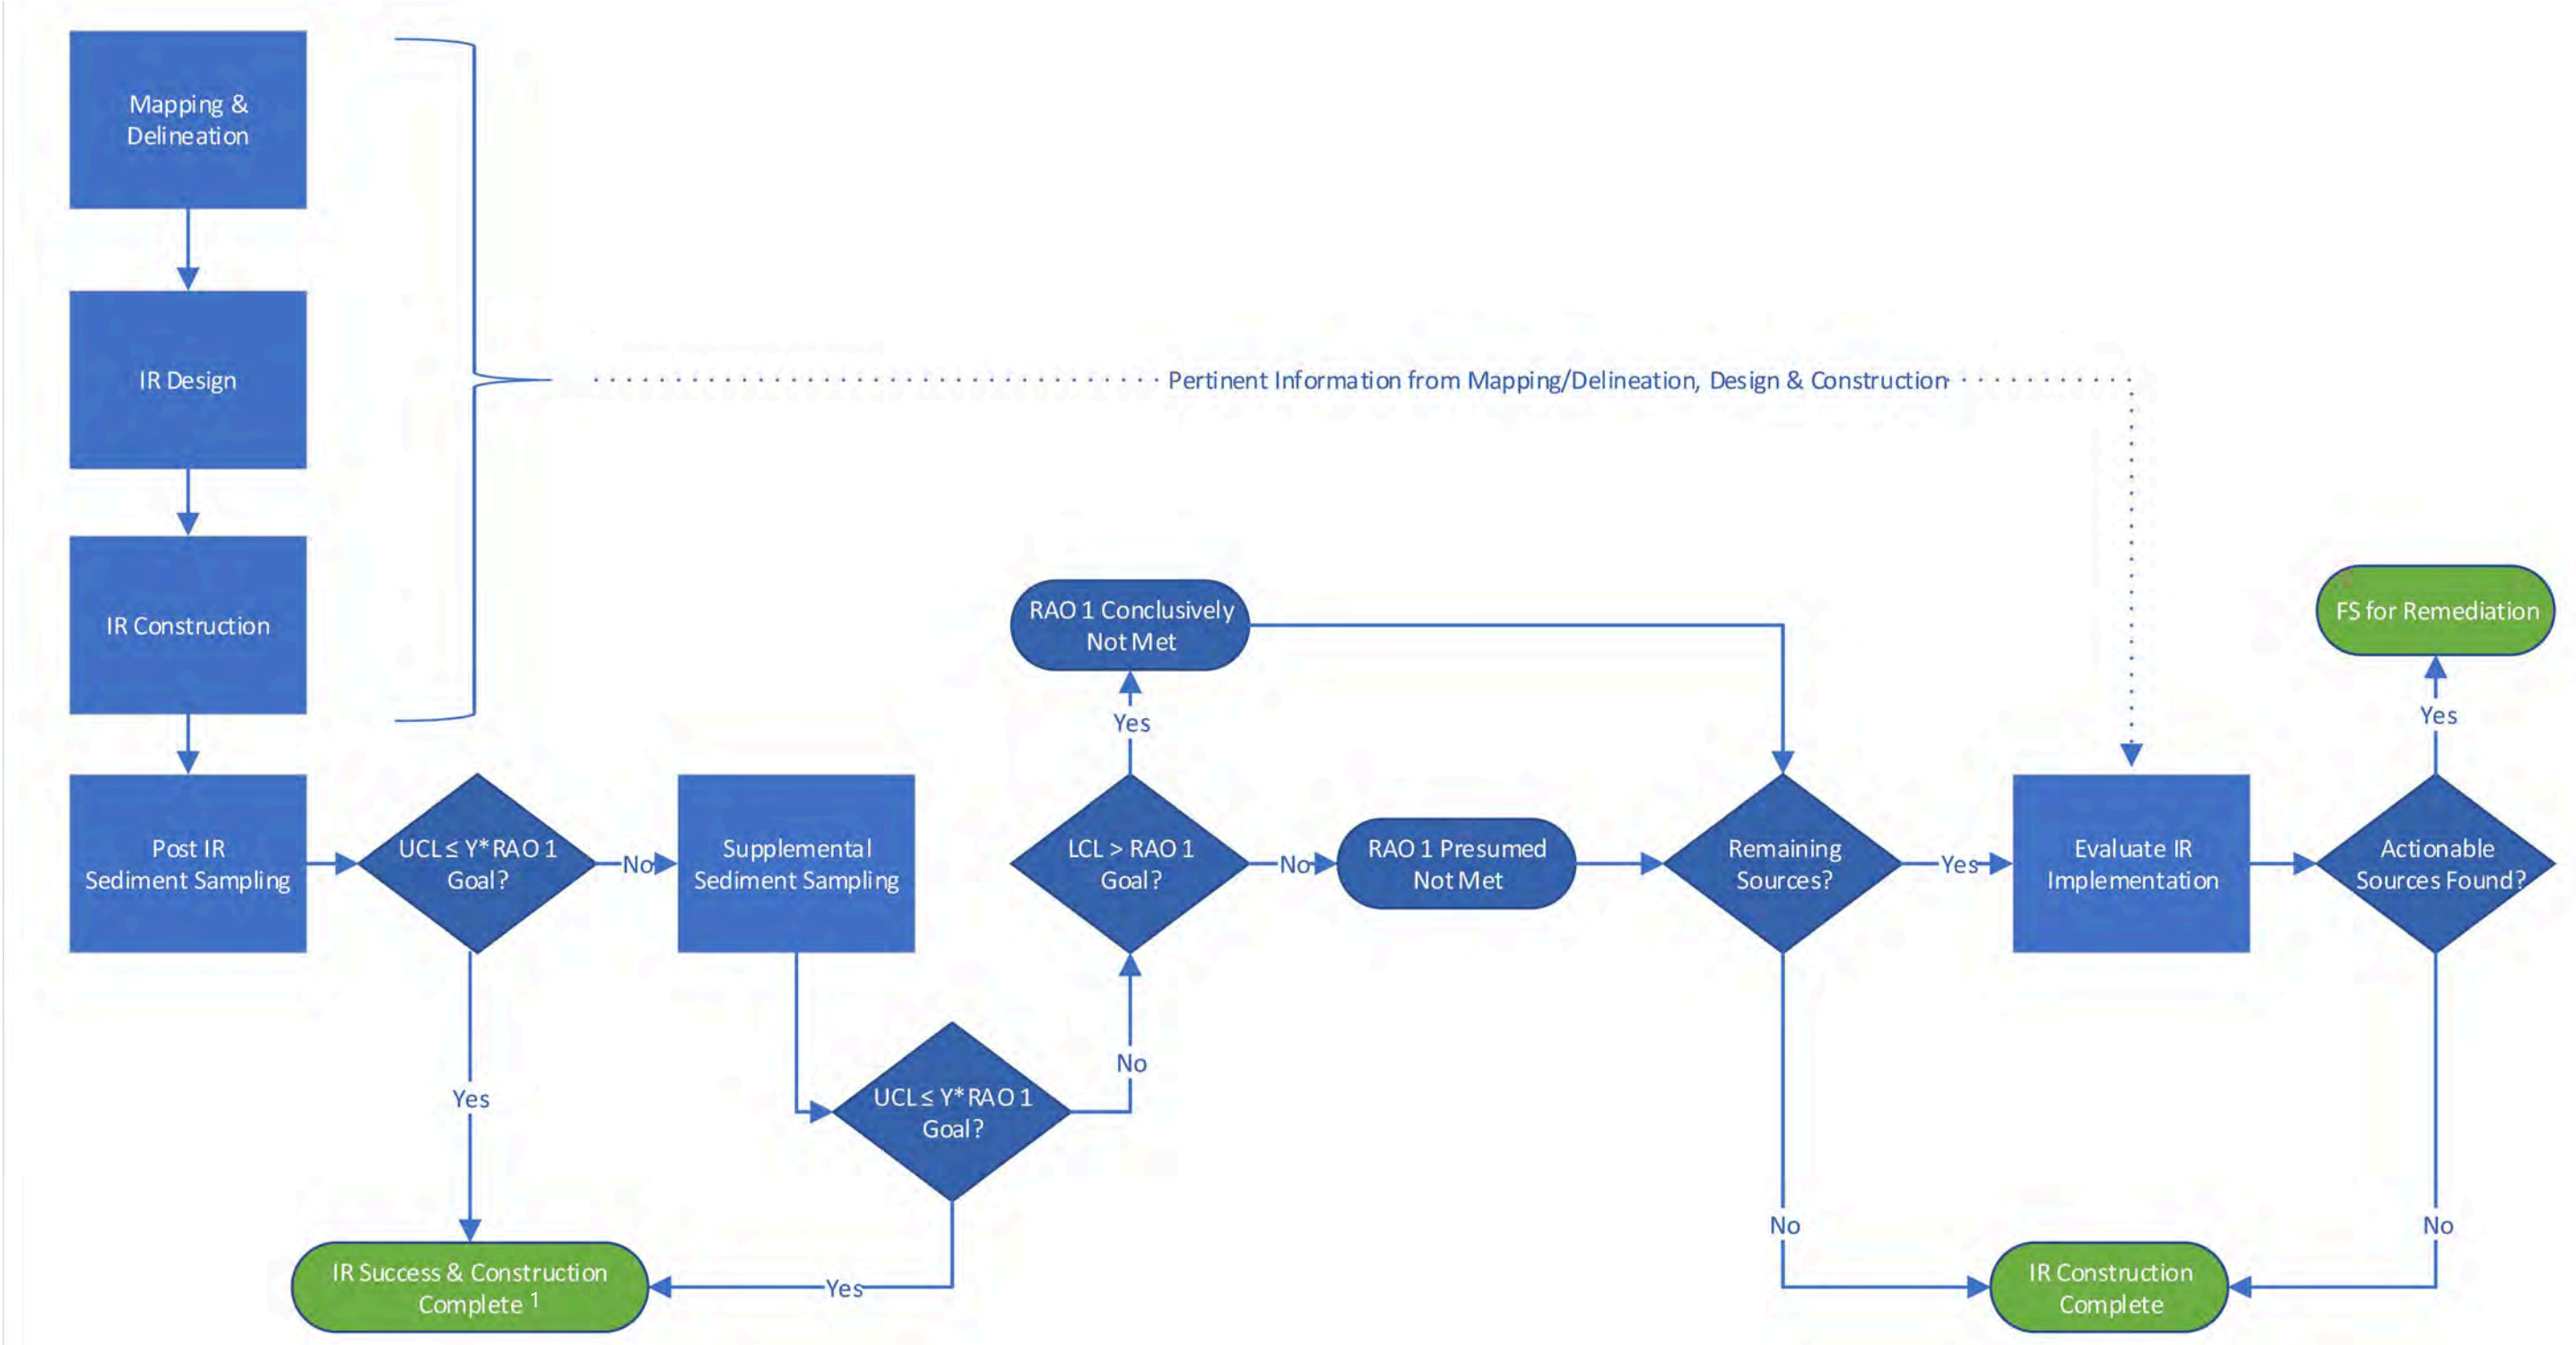 Mapping &
Delineation
IR Design
Pertinent Information from Mapping/Delineation, Design & Construction
IR Construction
RAO 1 Conclusively
Not Met
FS for Remediation
Yes
Yes
Post IR
Sediment Sampling
UCL ≤ Y*RAO 1
Goal?
No
Supplemental
Sediment Sampling
LCL > RAO 1
Goal?
No
RAO 1 Presumed
Not Met
Remaining
Sources?
Yes
Evaluate IR
Implementation
Actionable
Sources Found?
No
Yes
UCL ≤ Y*RAO 1
Goal?
No
No
IR Success & Construction
Complete 1
Yes
IR Construction
Complete